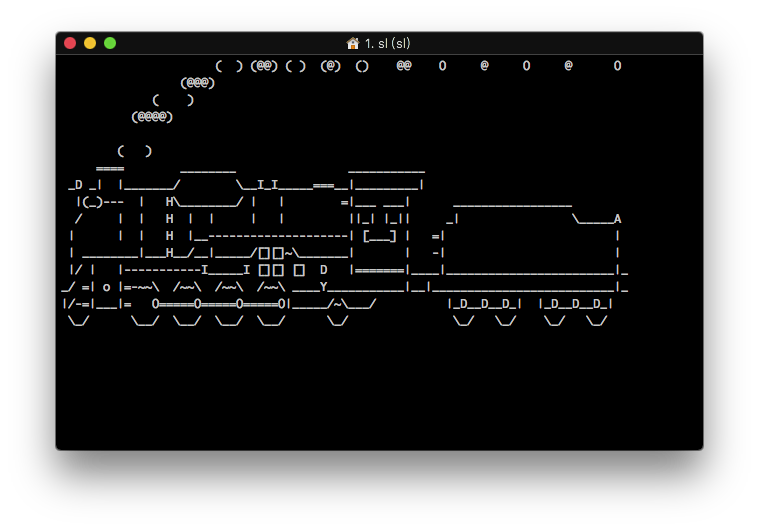 1. sl (sl)
                      (  ) (@@) ( )  (@)  ()    @@    O     @     O     @      O
                 (@@@)
             (    )
          (@@@@)

        (   )
     ====        ________                ___________
 _D _|  |_______/        \__I_I_____===__|_________|
  |(_)---  |   H\________/ |   |        =|___ ___|      _________________
  /     |  |   H  |  |     |   |         ||_| |_||     _|                \_____A
 |      |  |   H  |__--------------------| [___] |   =|                        |
 | ________|___H__/__|_____/[][]~\_______|       |   -|                        |
 |/ |   |-----------I_____I [][] []  D   |=======|____|________________________|_
_/ =| o |=-~~\  /~~\  /~~\  /~~\ ____Y___________|__|__________________________|_
|/-=|___|=   O=====O=====O=====O|_____/~\___/          |_D__D__D_|  |_D__D__D_|
 \_/      \__/  \__/  \__/  \__/      \_/               \_/   \_/    \_/   \_/